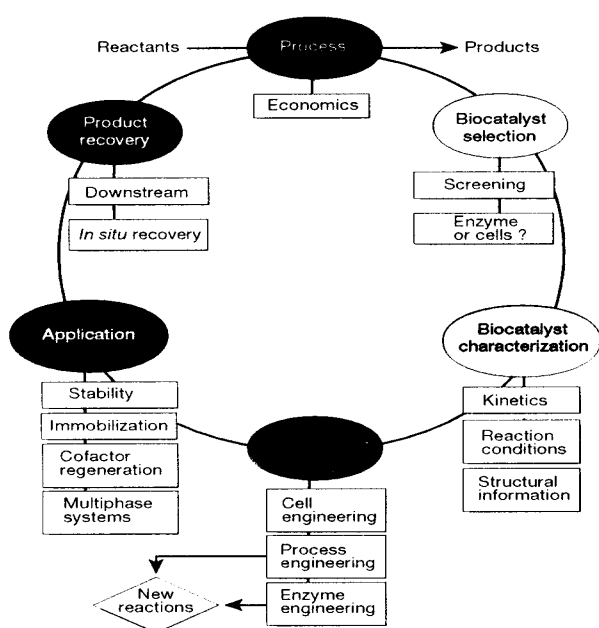 Reactants
Process
Products
Economics
Product
recovery
Downstream
In situ recovery
Biocatalyst
selection
Screening
Enzyme
or cells ?
Application
Stability
Immobilization
Cofactor
regeneration
Multiphase
systems
Biocatalyst
characterization
Kinetics
Reaction
conditions
Structural
information
Cell
engineering
Process
engineering
Enzyme
engineering
New
reactions